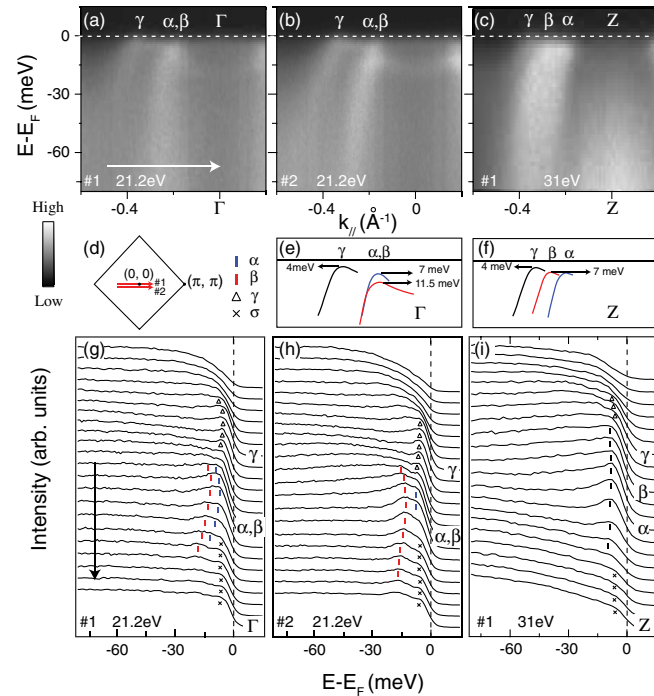 (a) γ α,β Γ
(b) γ α,β Γ
(c) γ β α Z
0
-30
-60
E-E_F (meV)
#1 21.2eV
#2 21.2eV
#1 31eV
-0.4 Γ
-0.4 Γ
-0.4 Z
k_// (Å^-1)
High
Low
(d)
(0, 0)
#1
#2
(π, π)
α
β
γ
σ
(e)
γ α,β
4meV
7 meV
11.5 meV
Γ
(f)
γ β α
4 meV
7 meV
Z
(g)
γ
α,β
#1 21.2eV Γ
(h)
γ
α,β
#2 21.2eV
(i)
γ
β
α
#1 31eV Z
Intensity (arb. units)
-60 -30 0
-60 -30 0
-60 -30 0
E-E_F (meV)